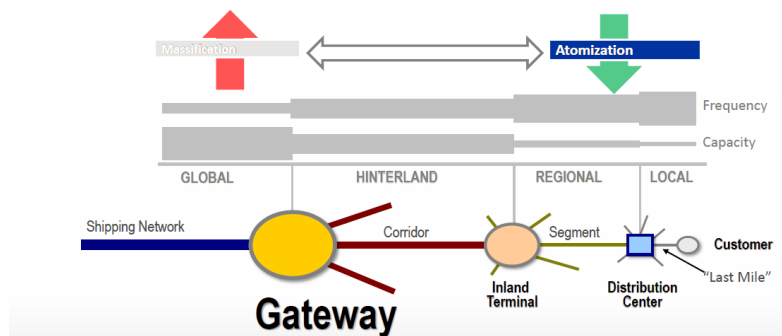 Massification
Atomization
Frequency
Capacity
GLOBAL
HINTERLAND
REGIONAL
LOCAL
Shipping Network
Corridor
Segment
Customer
"Last Mile"
Inland
Terminal
Distribution
Center
Gateway